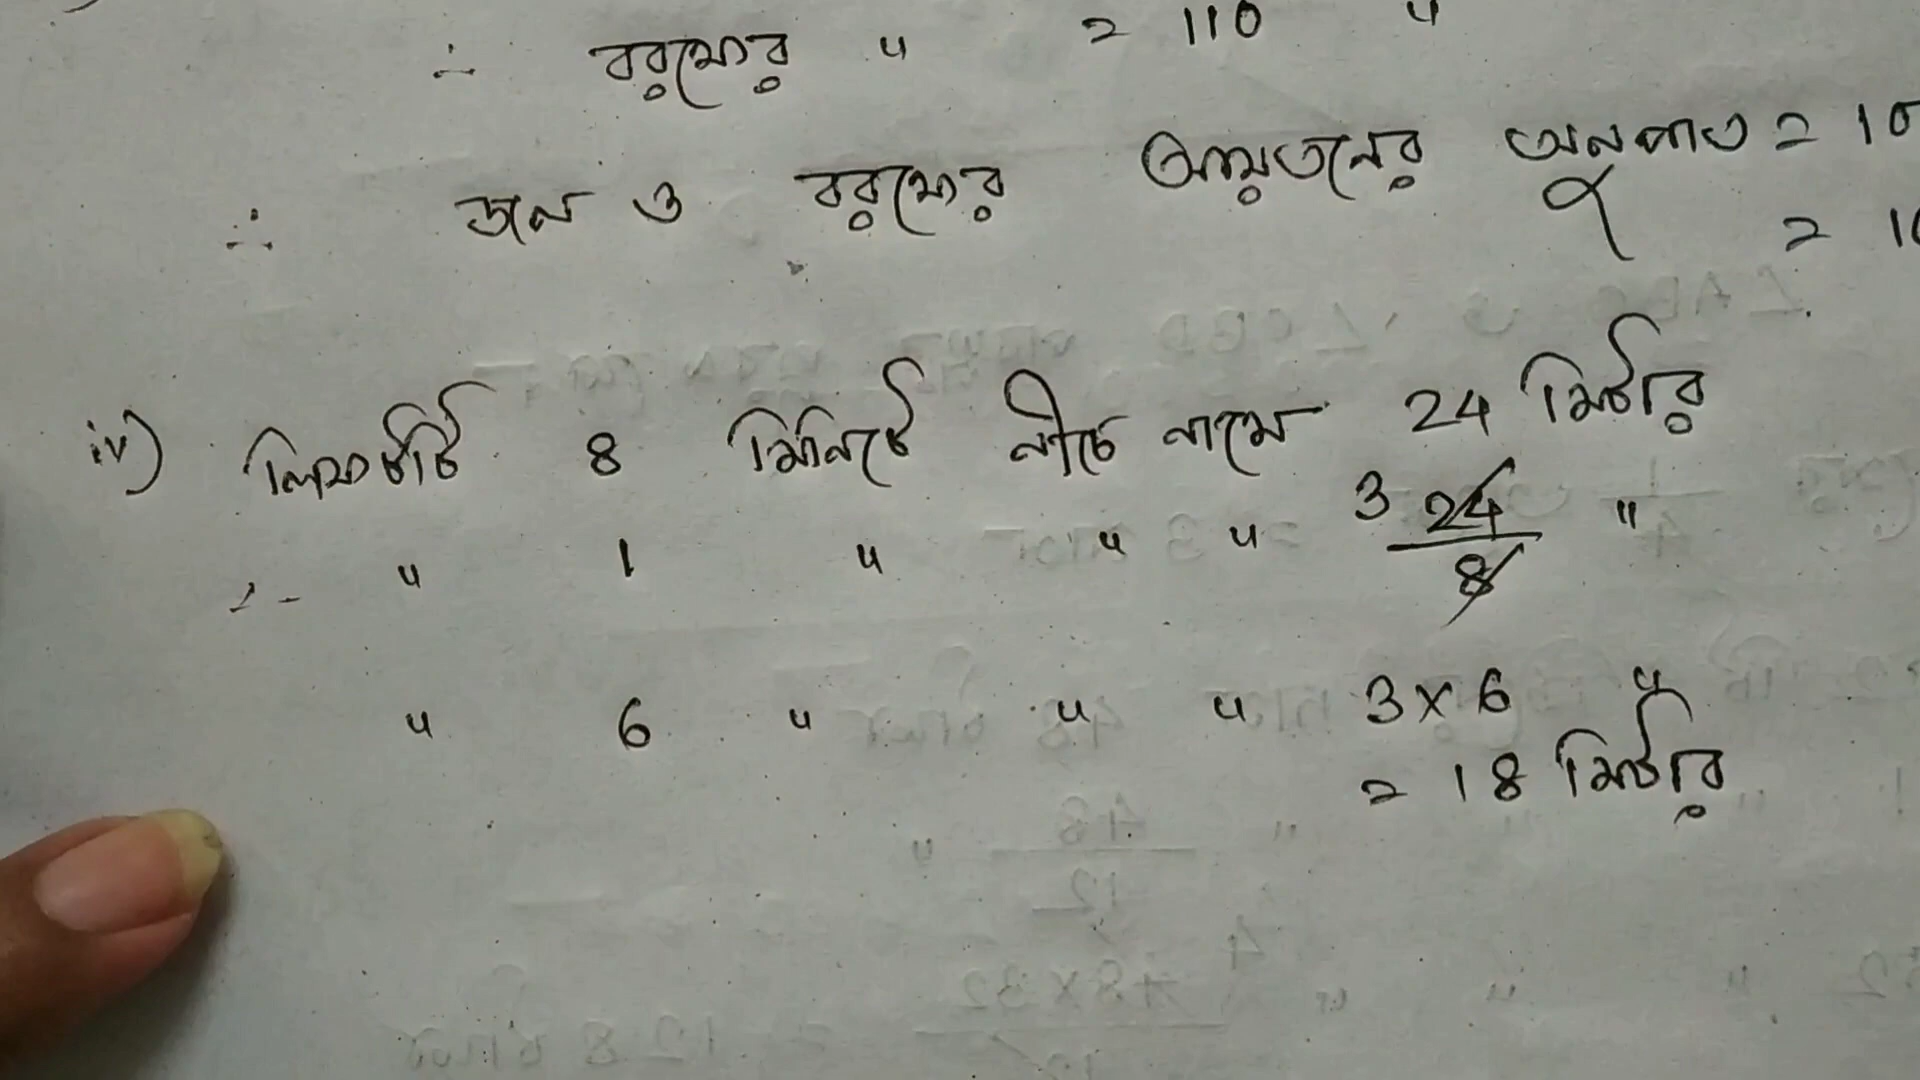 ∴ বরফের " = 110 "
∴ জল ও বরফের আয়তনের অনুপাত = 10
= 10
iv) লিফটটি 8 মিনিটে নীচে নামে 24 মিটার
∴ " 1 " " " 3 24/8 "
" 6 " " " 3 × 6 "
= 18 মিটার